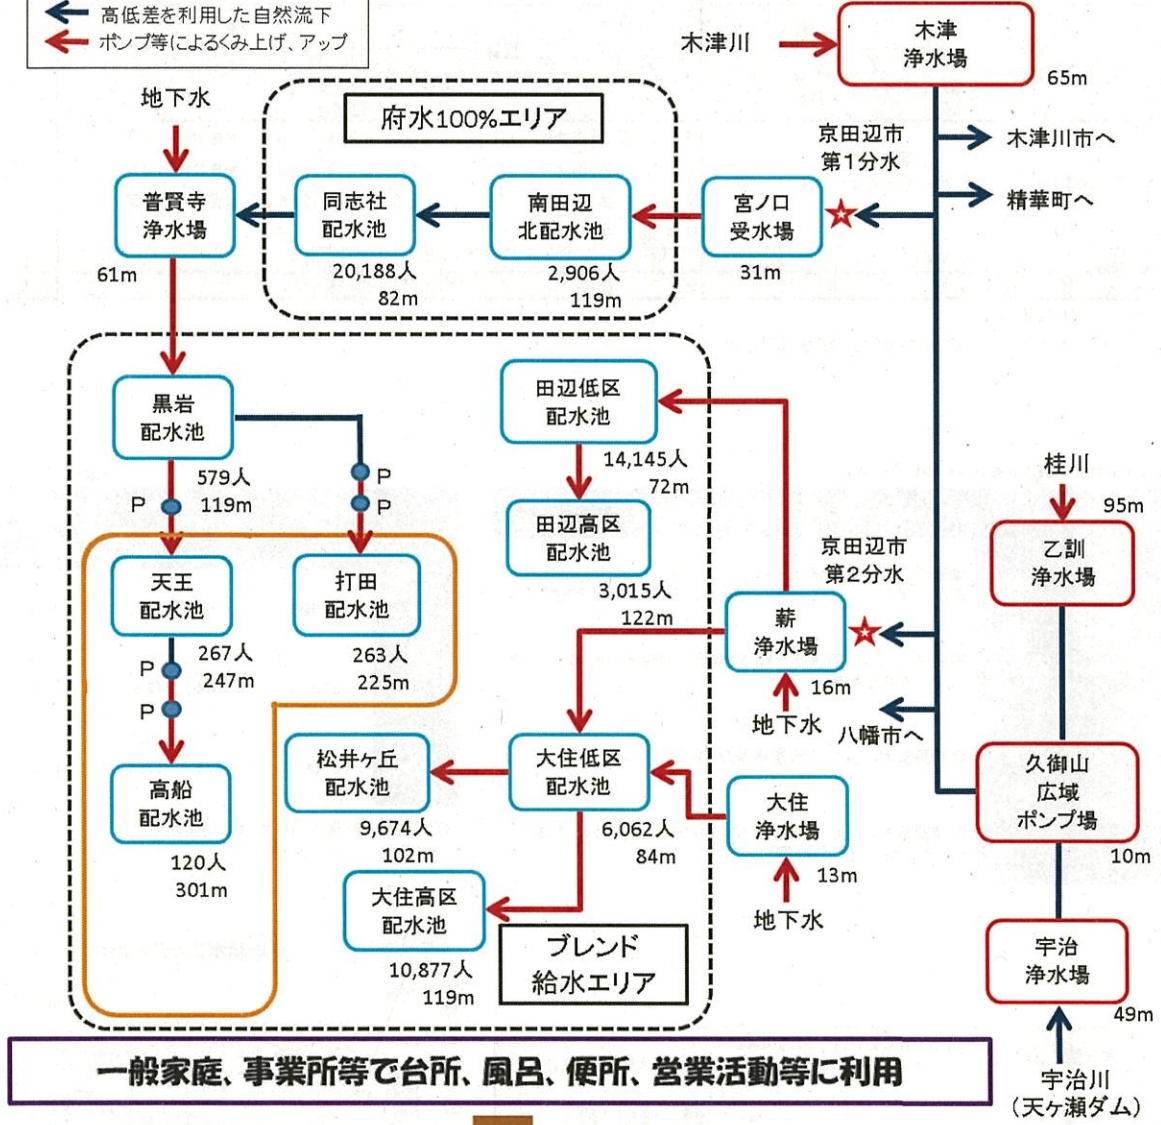 高低差を利用した自然流下
ポンプ等によるくみ上げ、アップ
木津川
木津
浄水場
65m
地下水
府水100%エリア
京田辺市
第1分水
木津川市へ
精華町へ
普賢寺
浄水場
61m
同志社
配水池
20,188人
82m
南田辺
北配水池
2,906人
119m
宮ノ口
受水場
31m
黒岩
配水池
579人
119m
P
P
P
田辺低区
配水池
14,145人
72m
田辺高区
配水池
3,015人
122m
桂川
95m
乙訓
浄水場
京田辺市
第2分水
天王
配水池
267人
247m
打田
配水池
263人
225m
P
P
薪
浄水場
16m
地下水
八幡市へ
高船
配水池
120人
301m
松井ヶ丘
配水池
9,674人
102m
大住低区
配水池
6,062人
84m
大住
浄水場
13m
地下水
久御山
広域
ポンプ場
10m
大住高区
配水池
10,877人
119m
ブレンド
給水エリア
宇治
浄水場
49m
宇治川
(天ヶ瀬ダム)
一般家庭、事業所等で台所、風呂、便所、営業活動等に利用